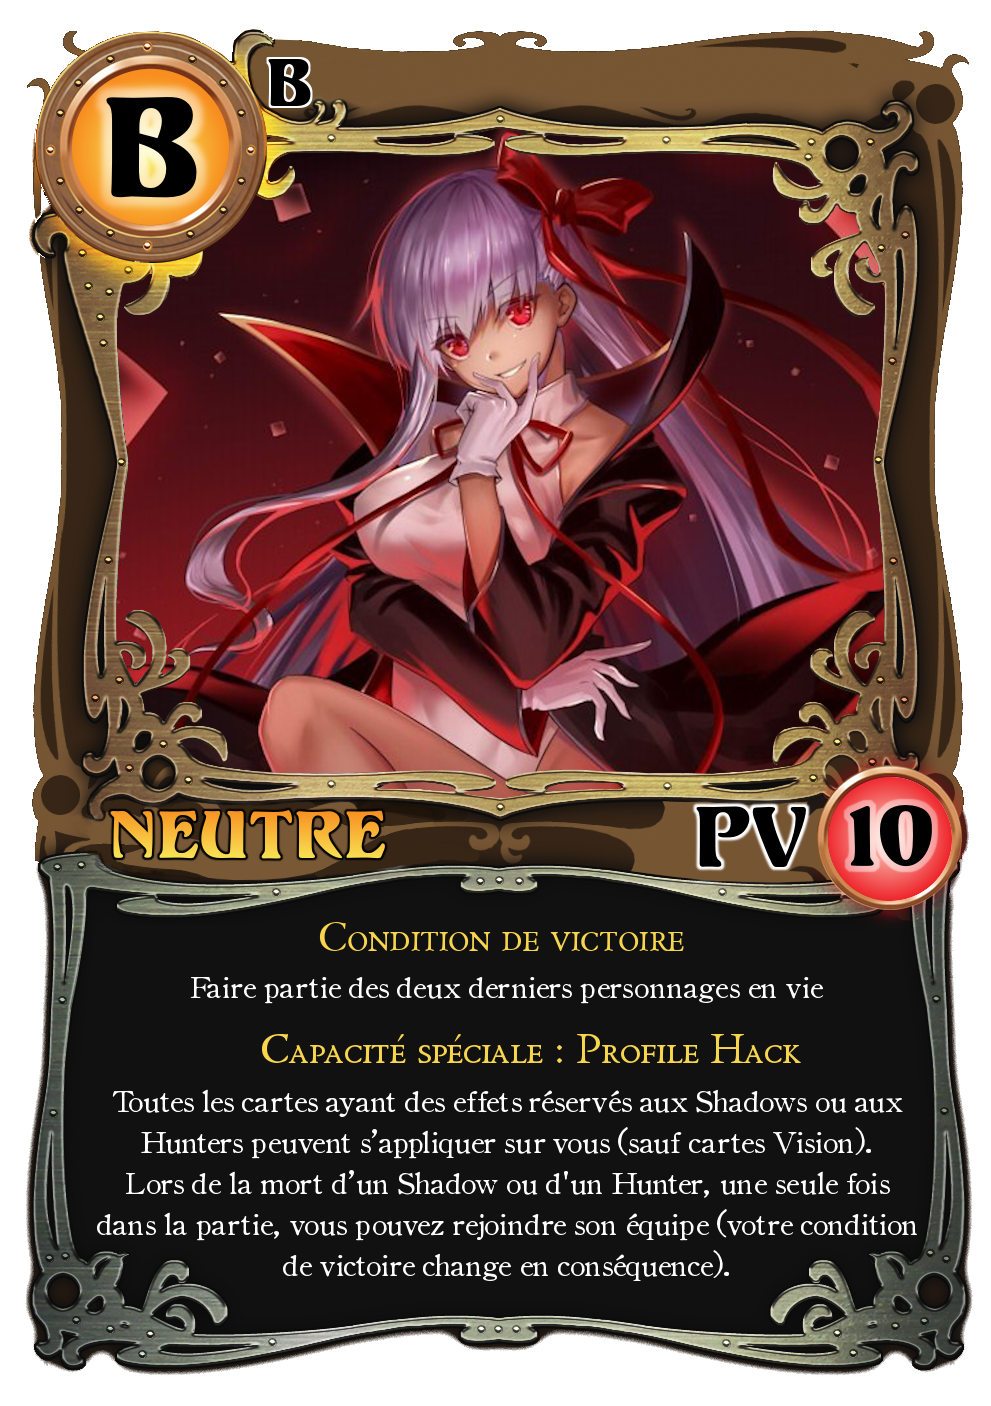 B
B
NEUTRE
PV 10
Condition de victoire
Faire partie des deux derniers personnages en vie
Capacité spéciale : Profile Hack
Toutes les cartes ayant des effets réservés aux Shadows ou aux
Hunters peuvent s’appliquer sur vous (sauf cartes Vision).
Lors de la mort d’un Shadow ou d'un Hunter, une seule fois
dans la partie, vous pouvez rejoindre son équipe (votre condition
de victoire change en conséquence).